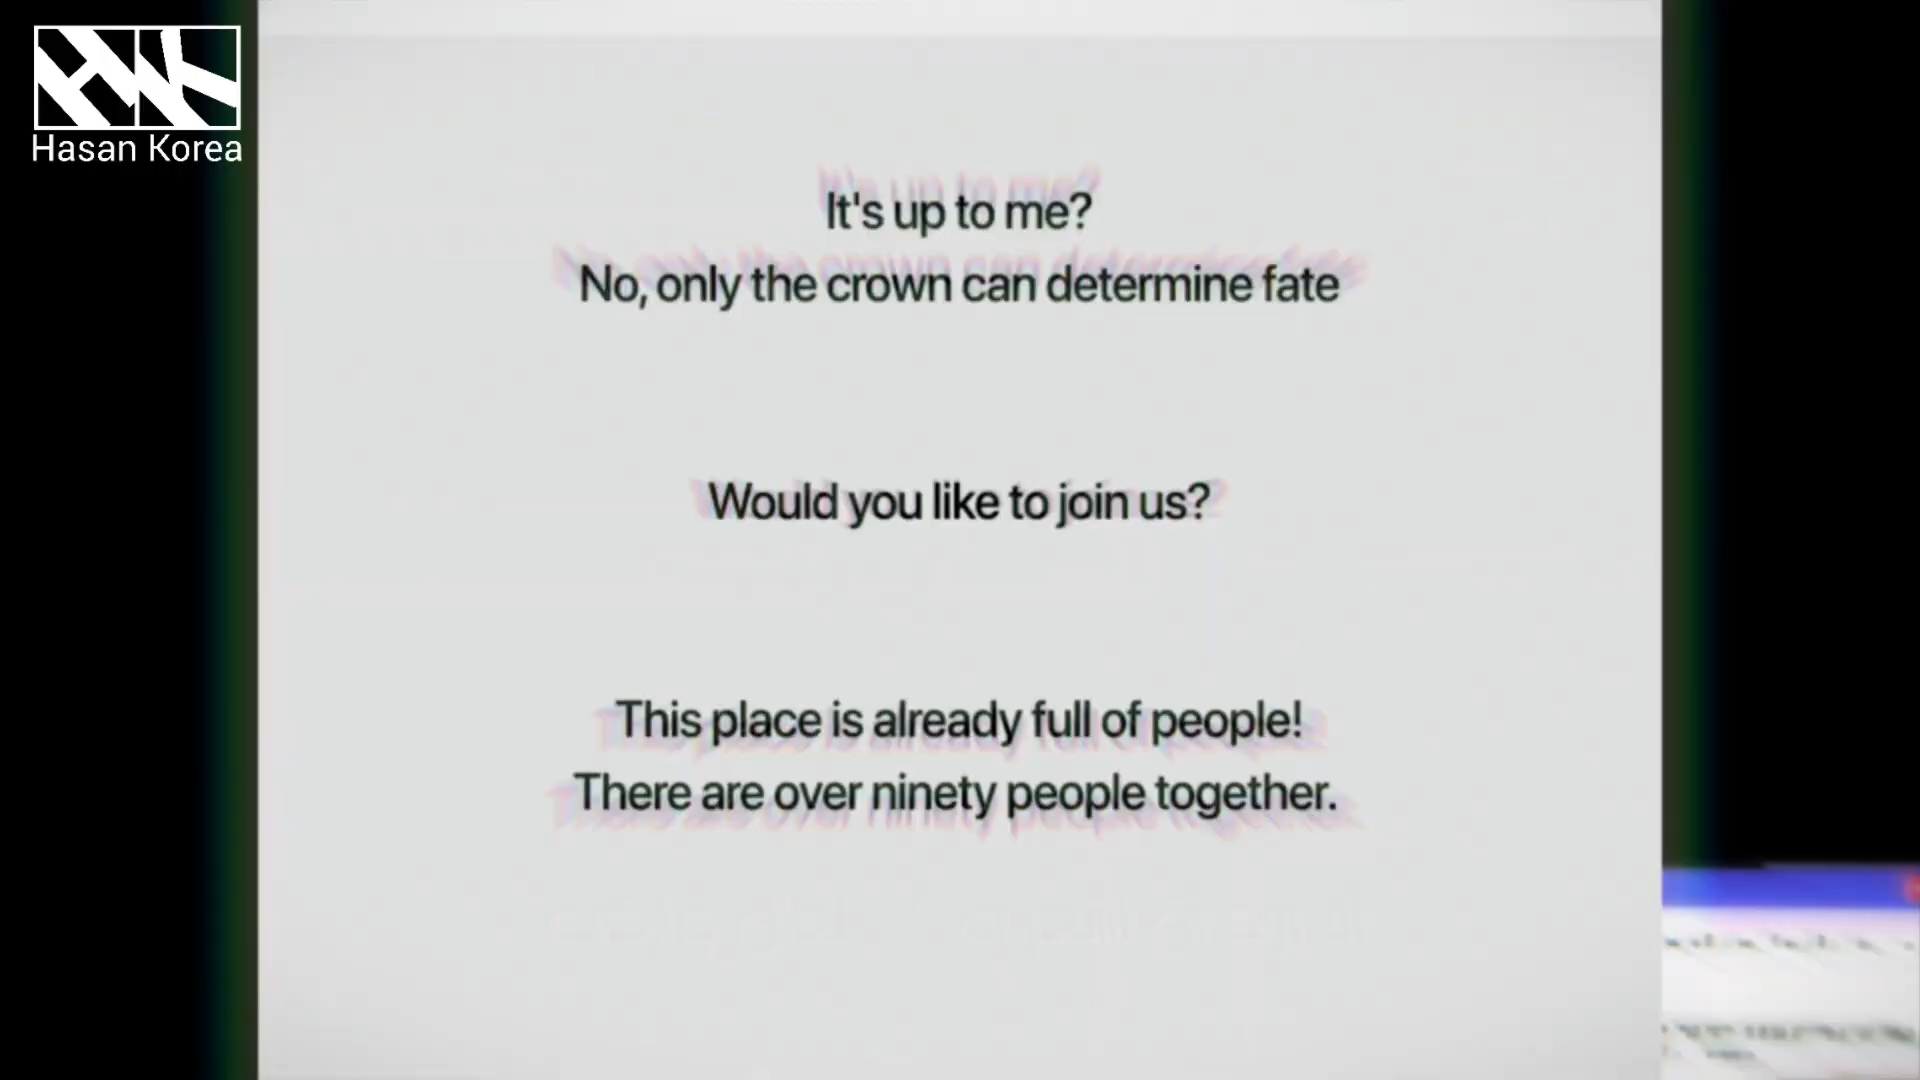 HK
Hasan Korea
It's up to me?
No, only the crown can determine fate
Would you like to join us?
This place is already full of people!
There are over ninety people together.